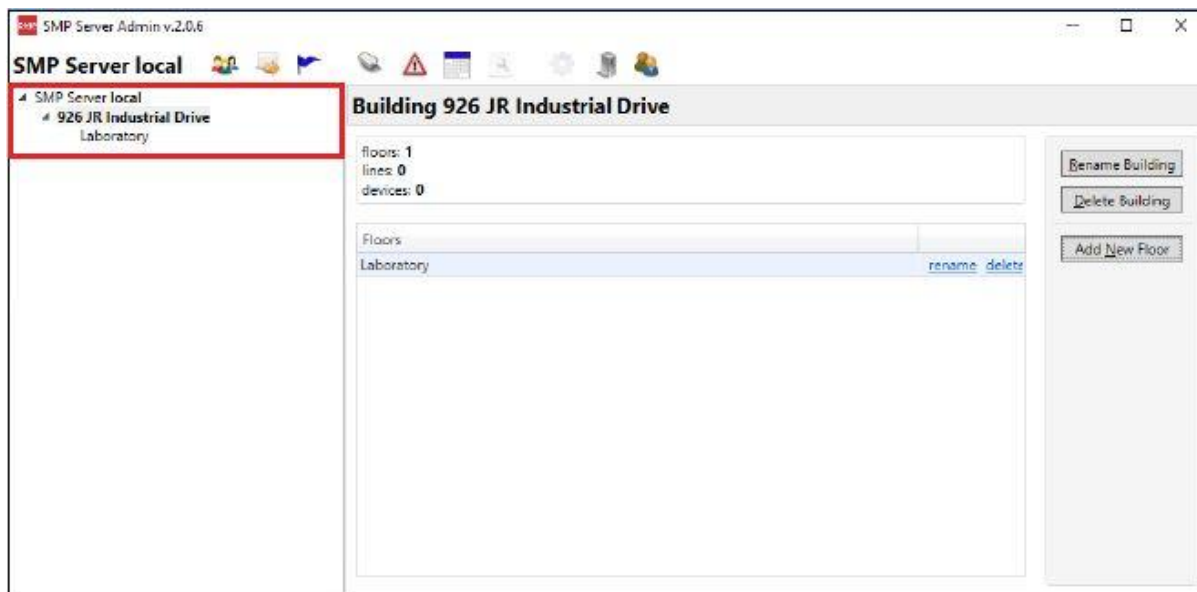 SMP Server Admin v.2.0.6
SMP Server local
SMP Server local
926 JR Industrial Drive
Laboratory
Building 926 JR Industrial Drive
floors: 1
lines: 0
devices: 0
Floors
Laboratory rename delete
Rename Building
Delete Building
Add New Floor